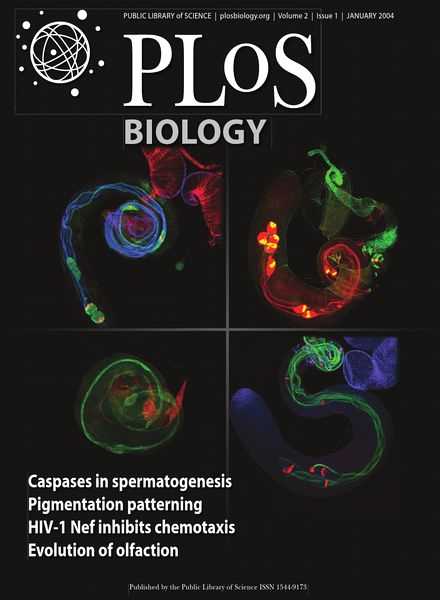 PUBLIC LIBRARY of SCIENCE | plosbiology.org | Volume 2 | Issue 1 | JANUARY 2004
PLoS
BIOLOGY
Caspases in spermatogenesis
Pigmentation patterning
HIV-1 Nef inhibits chemotaxis
Evolution of olfaction
Published by the Public Library of Science ISSN 1544-9173